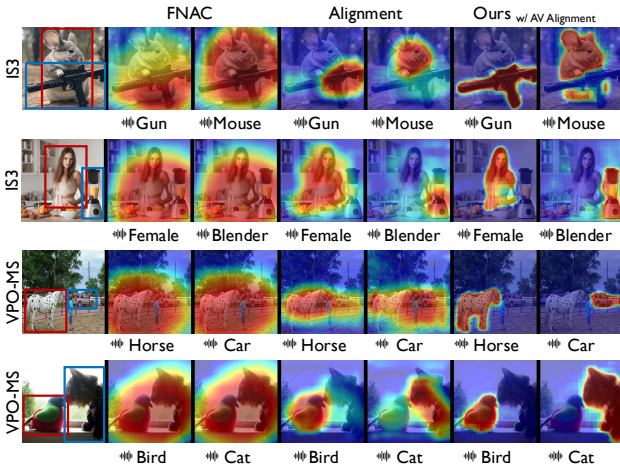 FNAC Alignment Ours w/ AV Alignment
IS3
Gun Mouse Gun Mouse Gun Mouse
IS3
Female Blender Female Blender Female Blender
VPO-MS
Horse Car Horse Car Horse Car
VPO-MS
Bird Cat Bird Cat Bird Cat